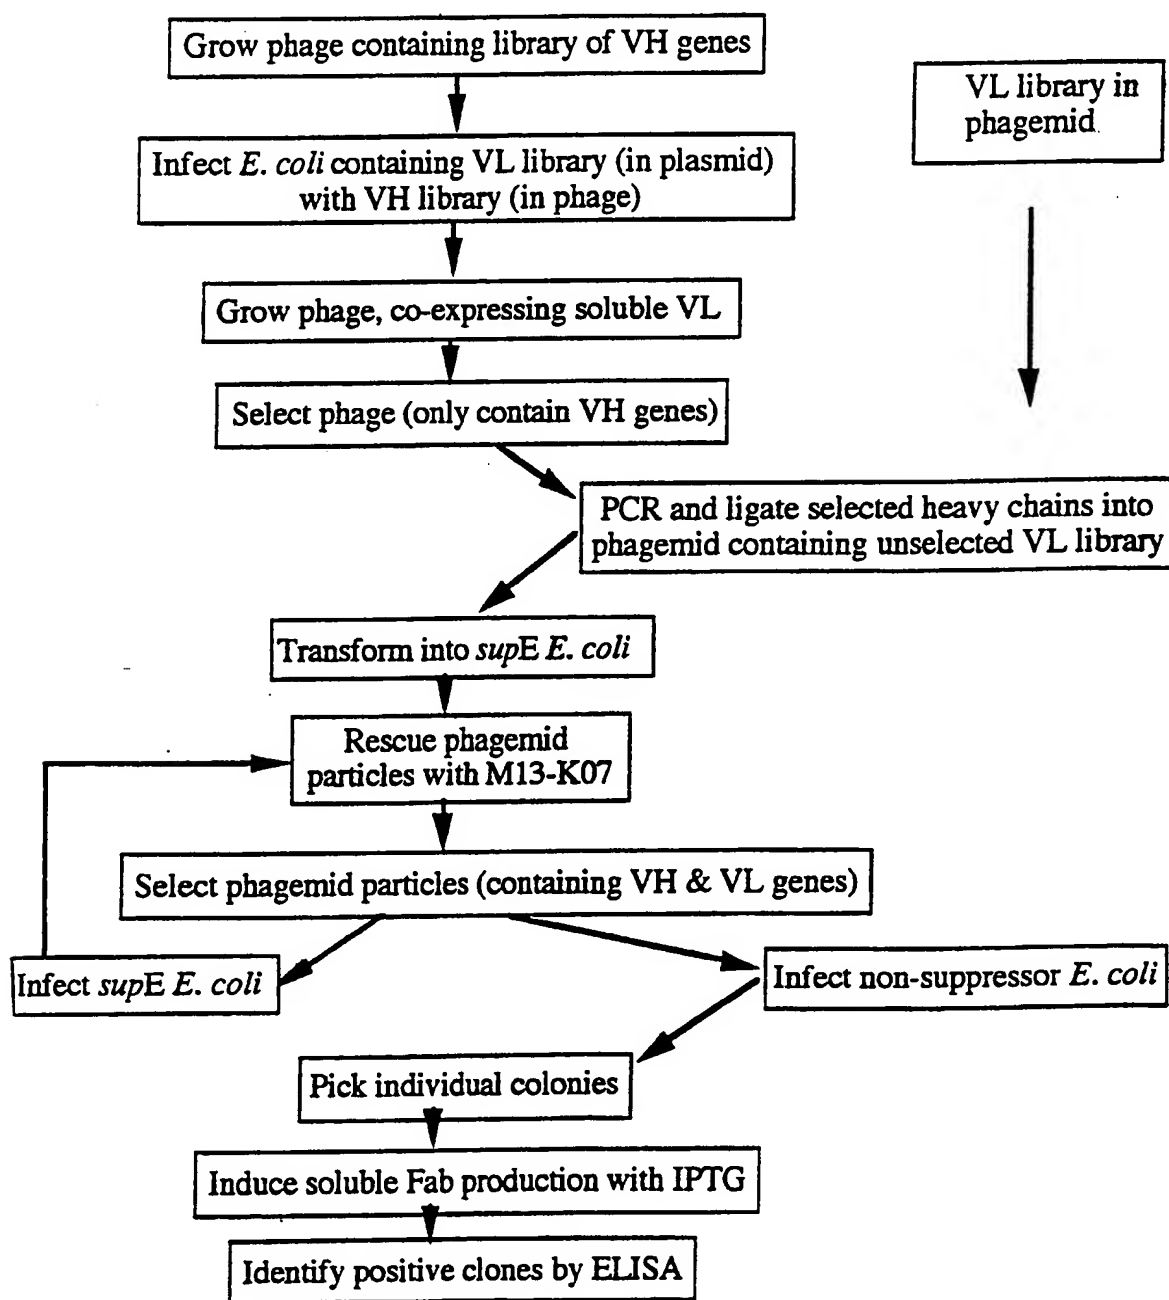 Grow phage containing library of VH genes
VL library in
phagemid
Infect E. coli containing VL library (in plasmid)
with VH library (in phage)
Grow phage, co-expressing soluble VL
Select phage (only contain VH genes)
PCR and ligate selected heavy chains into
phagemid containing unselected VL library
Transform into supE E. coli
Rescue phagemid
particles with M13-K07
Select phagemid particles (containing VH & VL genes)
Infect supE E. coli
Infect non-suppressor E. coli
Pick individual colonies
Induce soluble Fab production with IPTG
Identify positive clones by ELISA